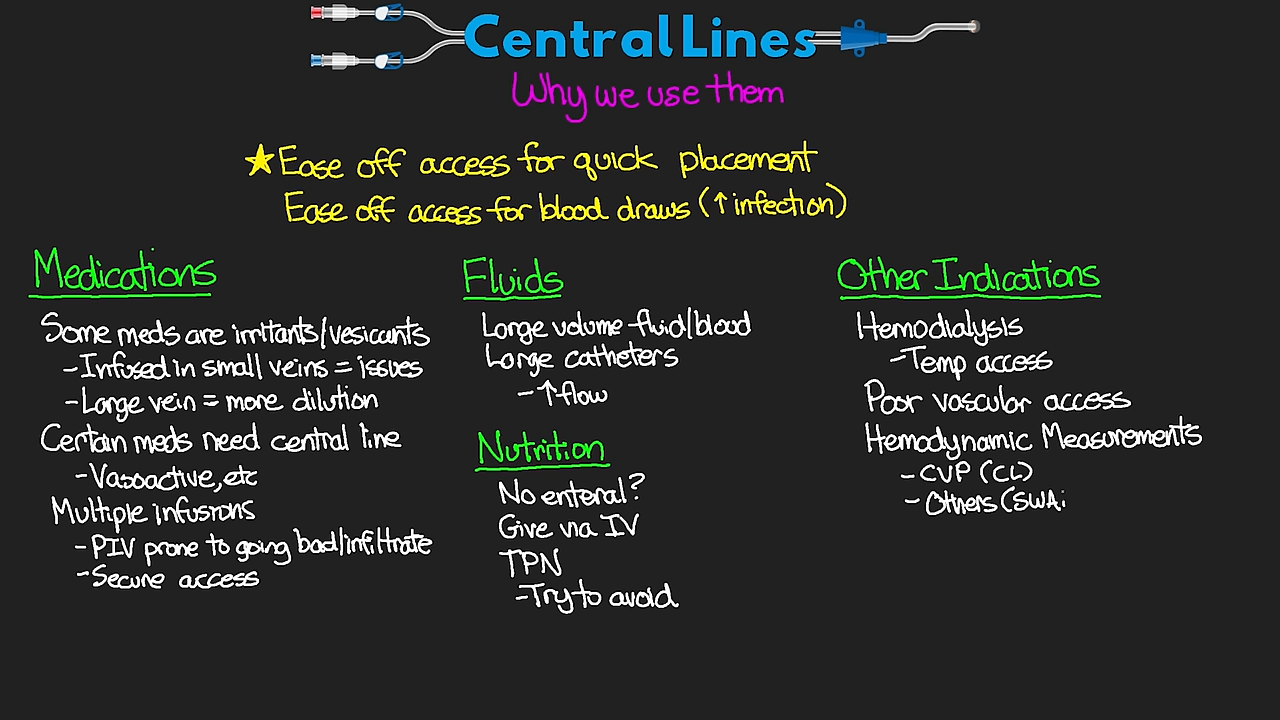 Central Lines
Why we use them
★Ease off access for quick placement
Ease off access for blood draws (↑infection)
Medications
Some meds are irritants/vesicants
-Infused in small veins = issues
-Large vein = more dilution
Certain meds need central line
-Vasoactive, etc
Multiple infusions
-PIV prone to going bad/infiltrate
-Secure access
Fluids
Large volume fluid/blood
Large catheters
-↑flow
Nutrition
No enteral?
Give via IV
TPN
-Try to avoid
Other Indications
Hemodialysis
-Temp access
Poor vascular access
Hemodynamic Measurements
-CVP (CL)
-Others (SWAi